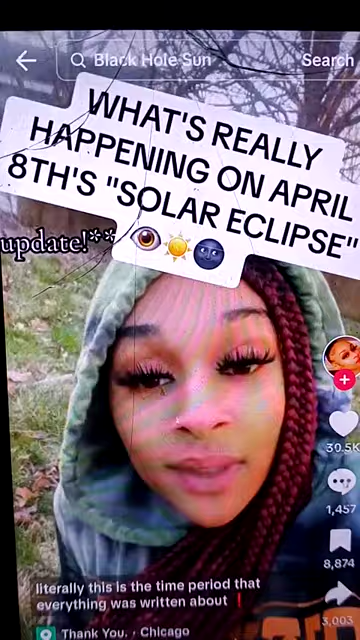 Black Hole Sun
Search
WHAT'S REALLY
HAPPENING ON APRIL
8TH'S "SOLAR ECLIPSE"
update!**
30.5K
1,457
8,874
3,003
literally this is the time period that
everything was written about
Thank You. · Chicago